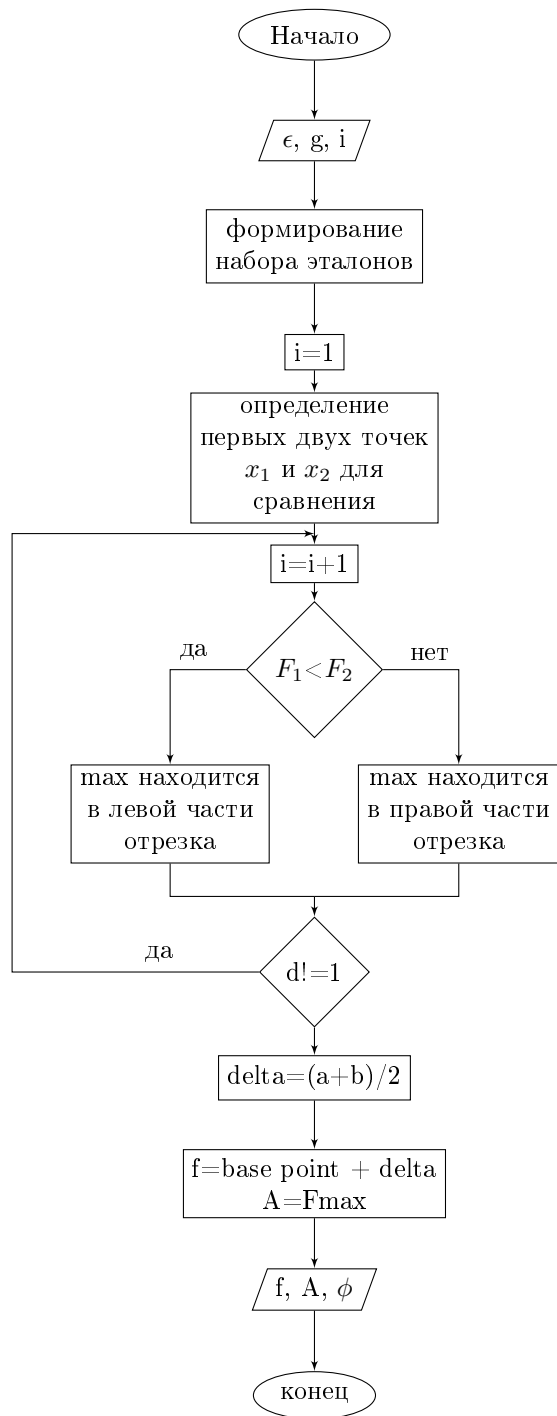 Начало
ϵ, g, i
формирование
набора эталонов
i=1
определение
первых двух точек
x₁ и x₂ для
сравнения
i=i+1
да
F₁<F₂
нет
max находится
в левой части
отрезка
max находится
в правой части
отрезка
да
d!=1
delta=(a+b)/2
f=base point + delta
A=Fmax
f, A, ϕ
конец